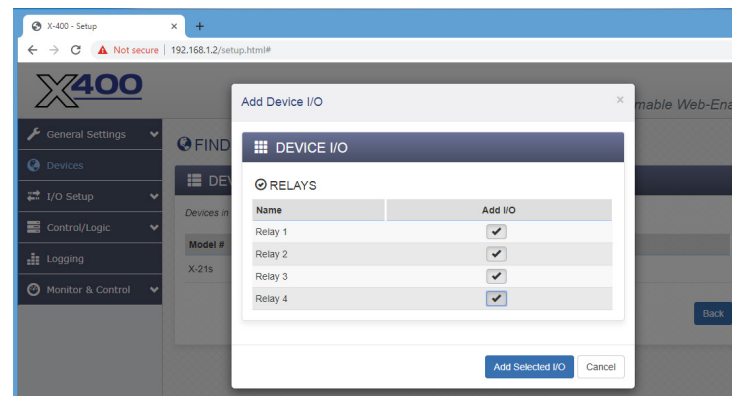 X-400 - Setup
Not secure | 192.168.1.2/setup.html#
X400
mable Web-Ena
General Settings
Devices
I/O Setup
Control/Logic
Logging
Monitor & Control
FIND
DEV
Devices in
Model #
X-21s
Back
Add Device I/O ×
DEVICE I/O
RELAYS
Name Add I/O
Relay 1
Relay 2
Relay 3
Relay 4
Add Selected I/O Cancel